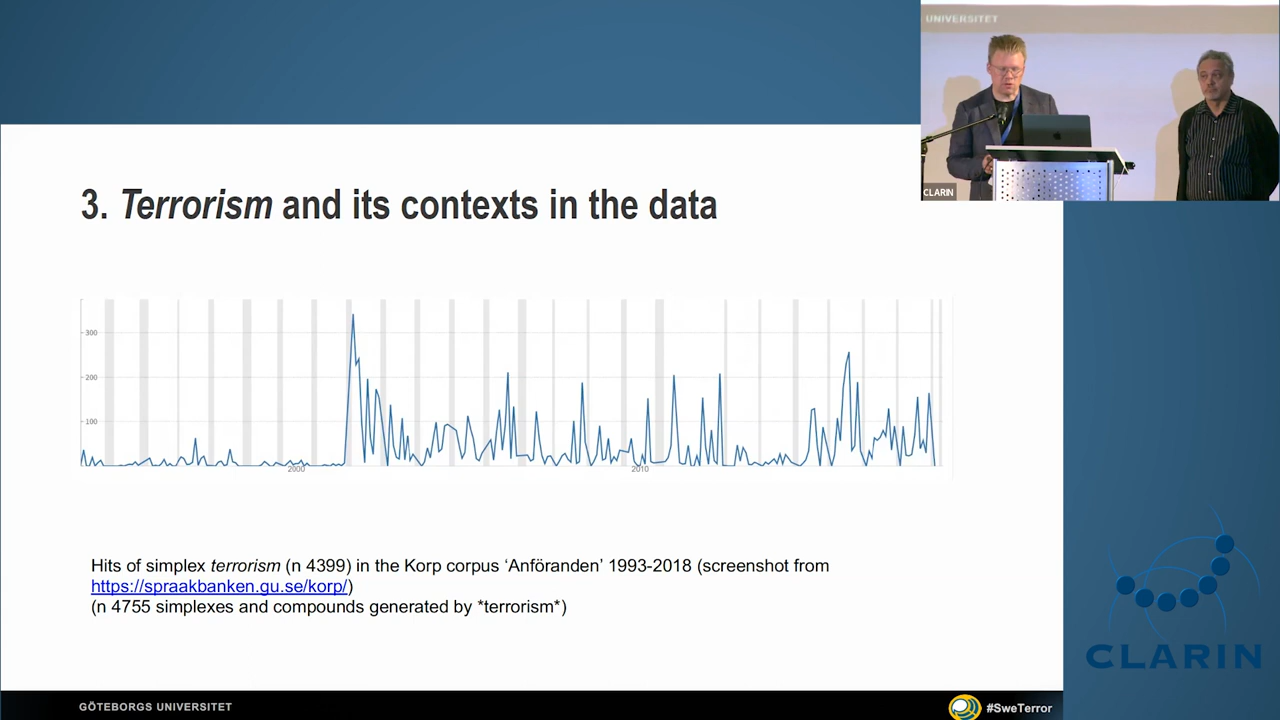 UNIVERSITET
CLARIN
3. Terrorism and its contexts in the data
300
200
100
2000
2010
Hits of simplex terrorism (n 4399) in the Korp corpus ‘Anföranden’ 1993-2018 (screenshot from
https://spraakbanken.gu.se/korp/)
(n 4755 simplexes and compounds generated by *terrorism*)
CLARIN
GÖTEBORGS UNIVERSITET
#SweTerror